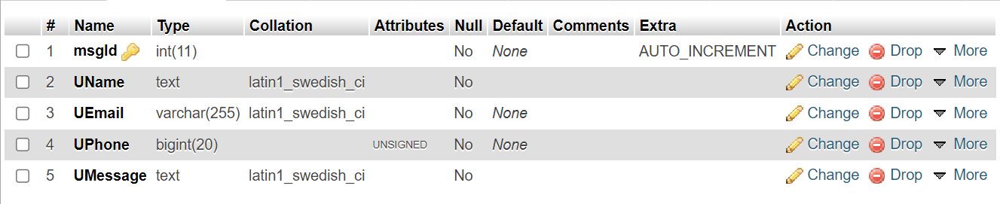 # Name Type Collation Attributes Null Default Comments Extra Action
1 msgId int(11) No None AUTO_INCREMENT Change Drop More
2 UName text latin1_swedish_ci No Change Drop More
3 UEmail varchar(255) latin1_swedish_ci No None Change Drop More
4 UPhone bigint(20) UNSIGNED No None Change Drop More
5 UMessage text latin1_swedish_ci No Change Drop More